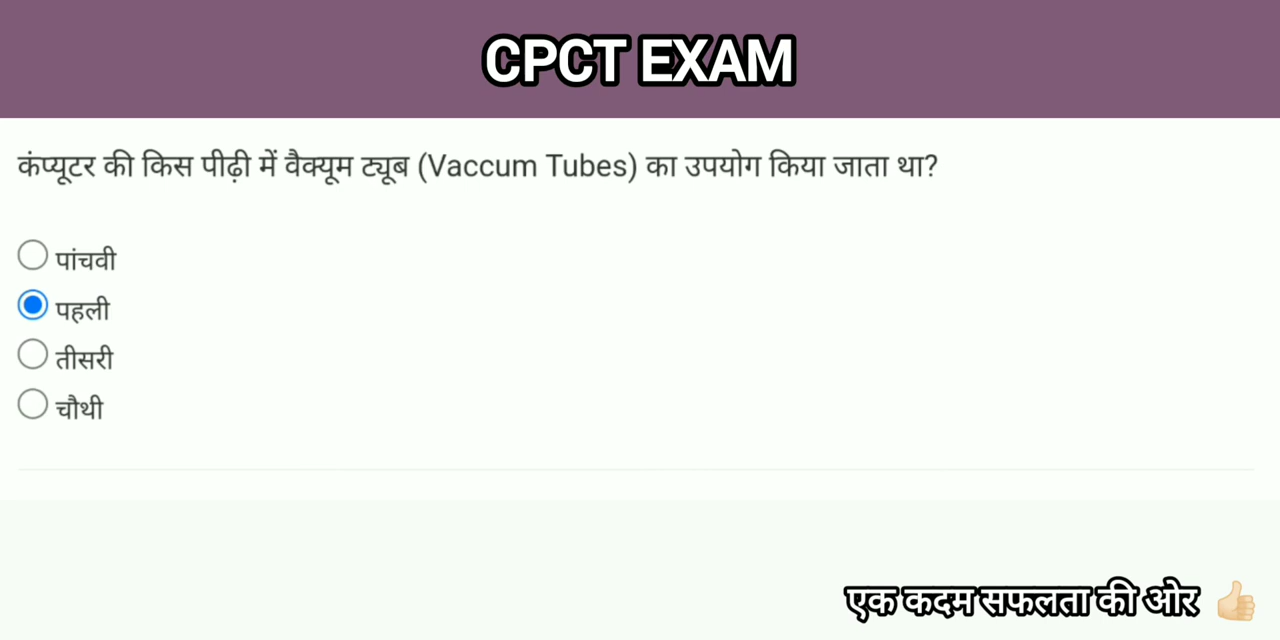 CPCT EXAM
कंप्यूटर की किस पीढ़ी में वैक्यूम ट्यूब (Vaccum Tubes) का उपयोग किया जाता था?
पांचवी
पहली
तीसरी
चौथी
एक कदम सफलता की ओर